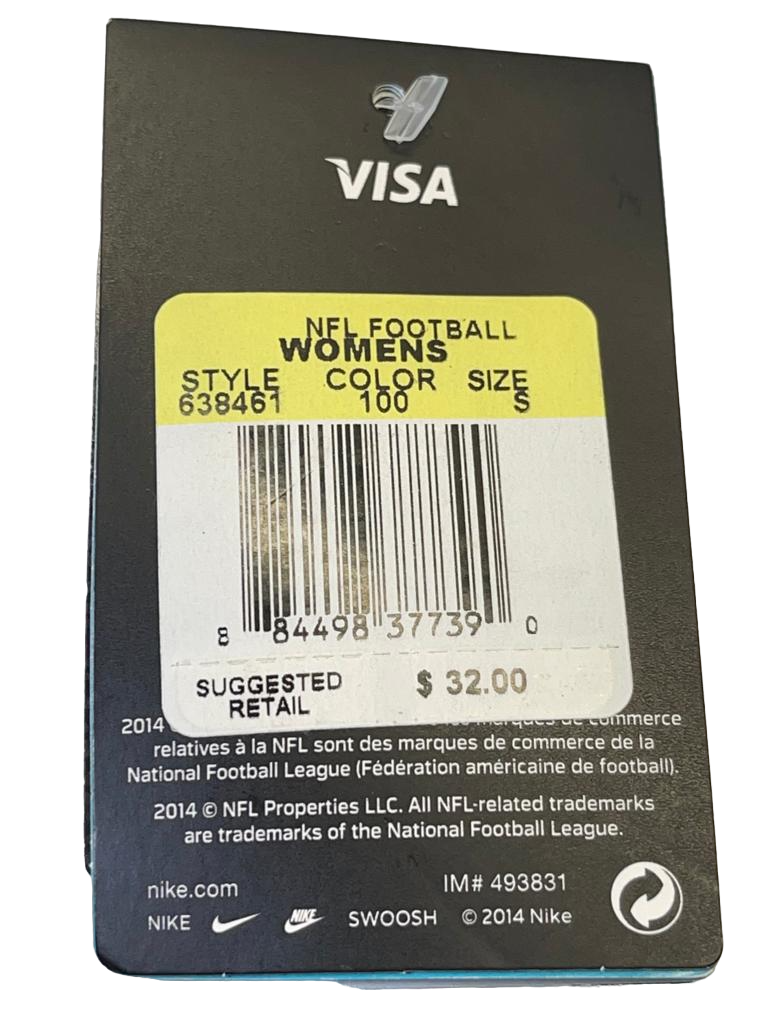 VISA
NFL FOOTBALL
WOMENS
STYLE COLOR SIZE
638461 100 S
8 84498 37739 0
SUGGESTED $ 32.00
RETAIL
2014 marques de commerce
relatives à la NFL sont des marques de commerce de la
National Football League (Fédération américaine de football).
2014 © NFL Properties LLC. All NFL-related trademarks
are trademarks of the National Football League.
nike.com IM# 493831
NIKE NIKE SWOOSH © 2014 Nike